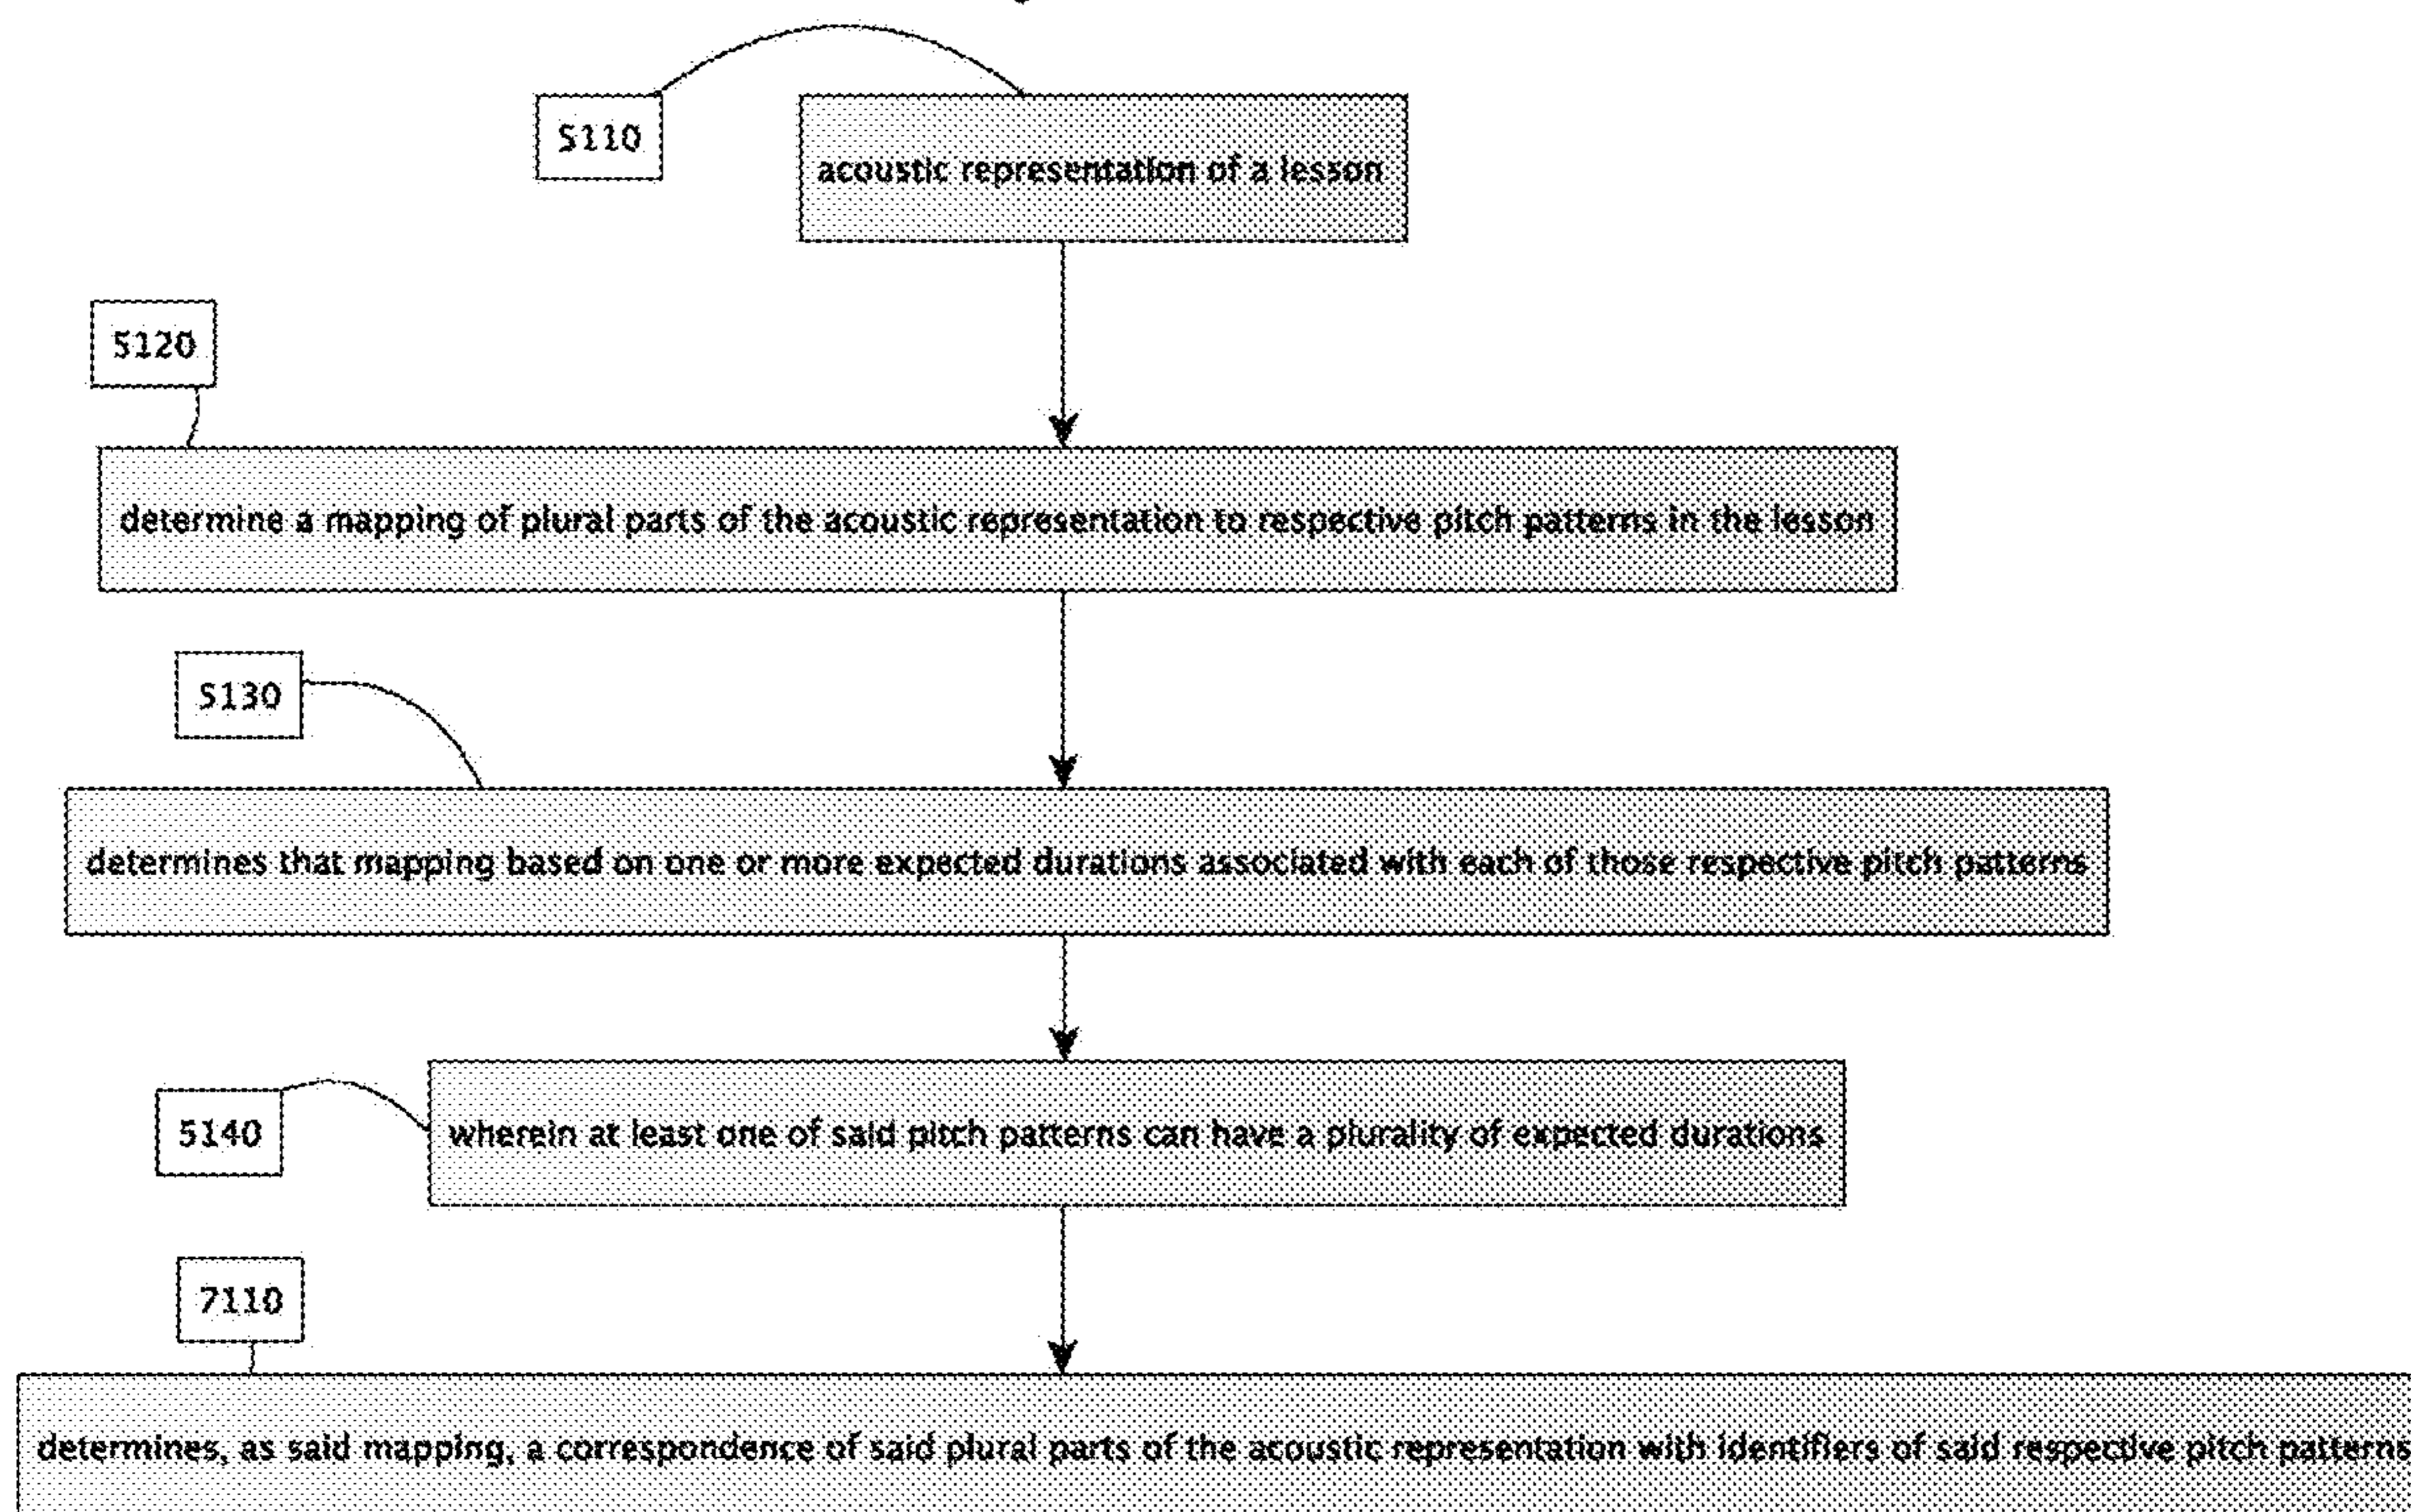 5110
acoustic representation of a lesson
5120
determine a mapping of plural parts of the acoustic representation to respective pitch patterns in the lesson
5130
determines that mapping based on one or more expected durations associated with each of those respective pitch patterns
5140
wherein at least one of said pitch patterns can have a plurality of expected durations
7110
determines, as said mapping, a correspondence of said plural parts of the acoustic representation with identifiers of said respective pitch patterns